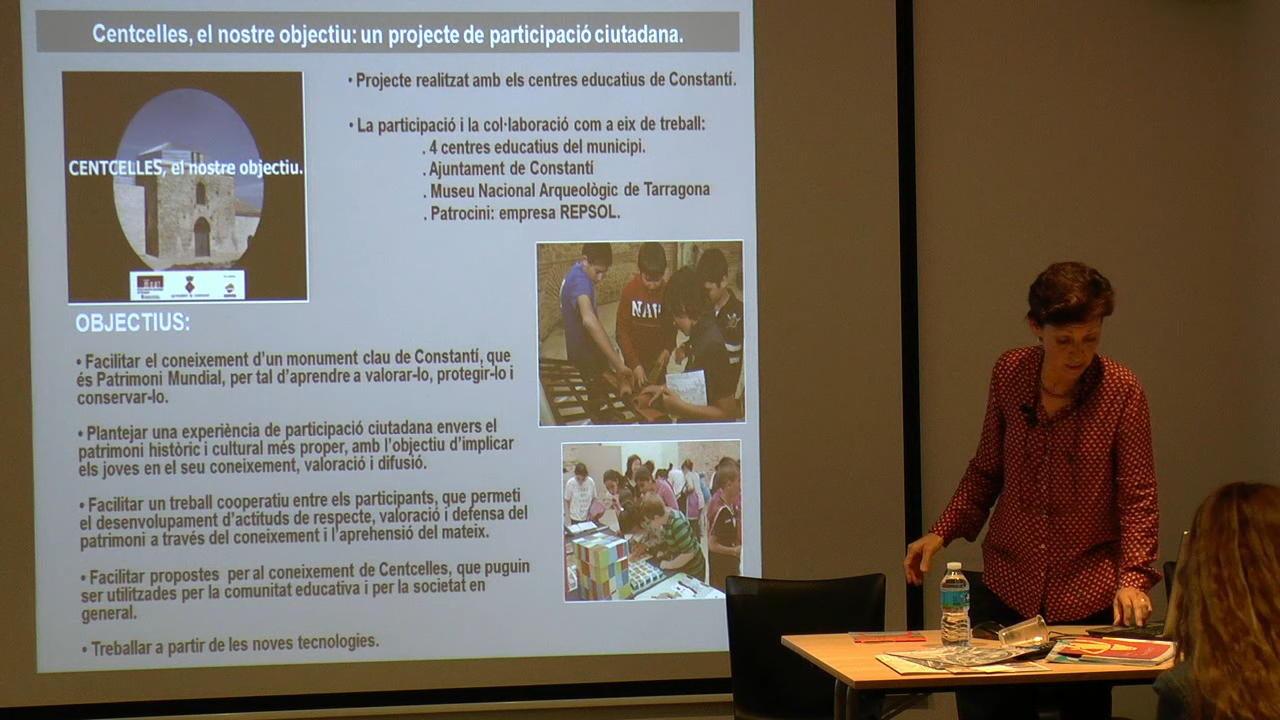 Centcelles, el nostre objectiu: un projecte de participació ciutadana.
• Projecte realitzat amb els centres educatius de Constantí.
• La participació i la col·laboració com a eix de treball:
. 4 centres educatius del municipi.
. Ajuntament de Constantí
. Museu Nacional Arqueològic de Tarragona
. Patrocini: empresa REPSOL.
CENTCELLES, el nostre objectiu.
OBJECTIUS:
• Facilitar el coneixement d'un monument clau de Constantí, que
és Patrimoni Mundial, per tal d'aprendre a valorar-lo, protegir-lo i
conservar-lo.
• Plantejar una experiència de participació ciutadana envers el
patrimoni històric i cultural més proper, amb l'objectiu d'implicar
els joves en el seu coneixement, valoració i difusió.
• Facilitar un treball cooperatiu entre els participants, que permeti
el desenvolupament d'actituds de respecte, valoració i defensa del
patrimoni a través del coneixement i l'aprehensió del mateix.
• Facilitar propostes per al coneixement de Centcelles, que puguin
ser utilitzades per la comunitat educativa i per la societat en
general.
• Treballar a partir de les noves tecnologies.